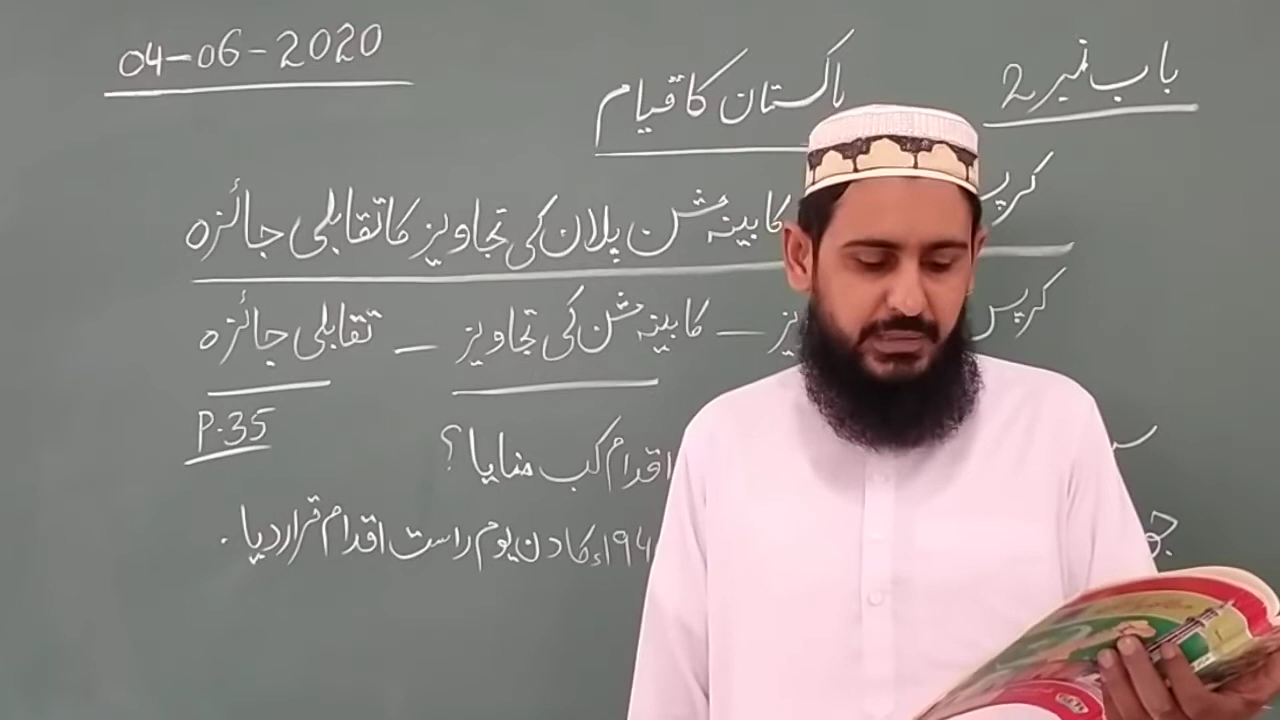 04-06-2020
باب نمبر 2
پاکستان کا قیام
کرپس کابینہ مشن پلان کی تجاویز کا تقابلی جائزہ
کرپس کابینہ مشن کی تجاویز – تقابلی جائزہ
P.35
اقدام کب منایا؟
کا دن یوم راست اقدام قرار دیا۔